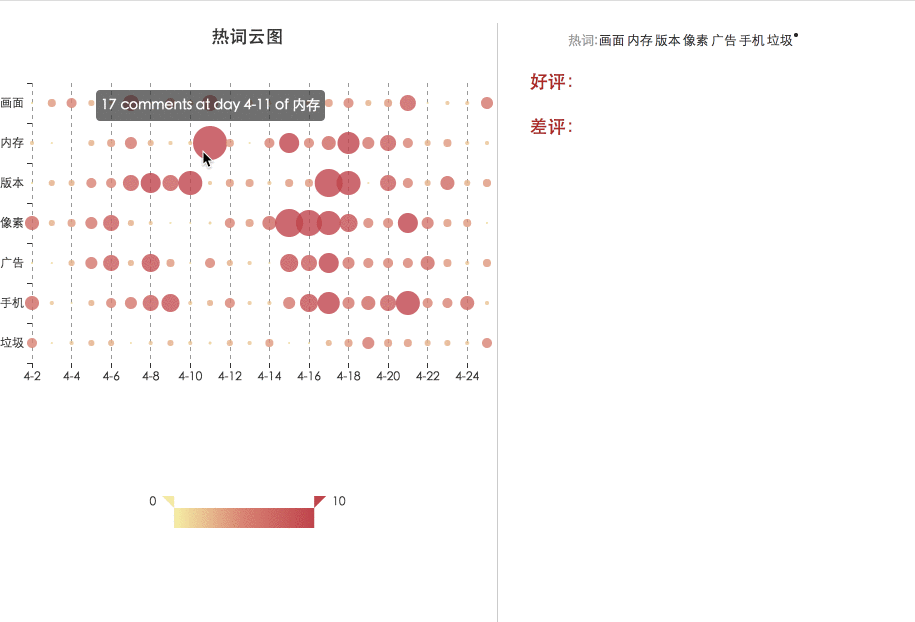 热词云图
热词:画面 内存 版本 像素 广告 手机 垃圾
好评：
差评：
画面
17 comments at day 4-11 of 内存
内存
版本
像素
广告
手机
垃圾
4-2 4-4 4-6 4-8 4-10 4-12 4-14 4-16 4-18 4-20 4-22 4-24
0 10